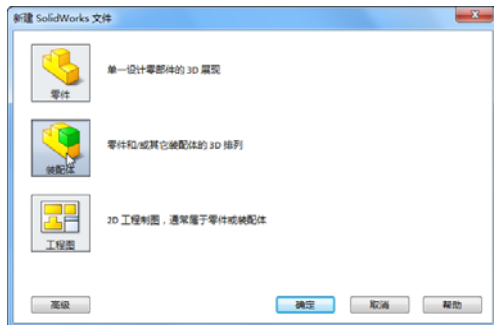 新建 SolidWorks 文件
零件
单一设计零部件的 3D 展现
装配体
零件和/或其它装配体的 3D 排列
工程图
2D 工程制图，通常属于零件或装配体
高级
确定
取消
帮助